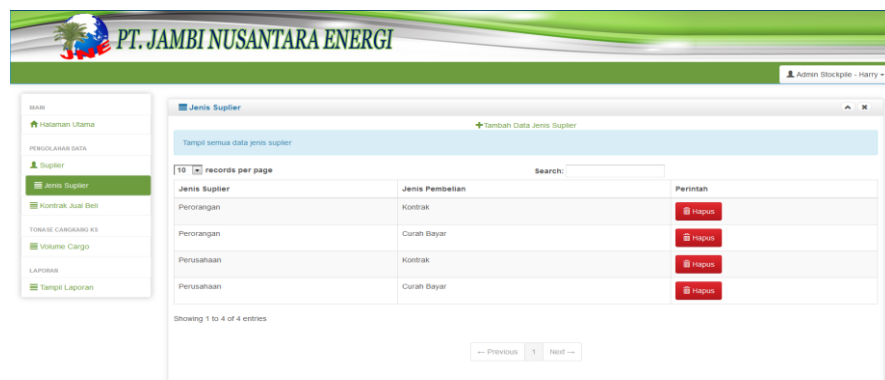 PT. JAMBI NUSANTARA ENERGI
Admin Stockpile - Harry
MAIN
Halaman Utama
PENGOLAHAN DATA
Suplier
Jenis Suplier
Kontrak Jual Beli
TONASE CANGKANG KS
Volume Cargo
LAPORAN
Tampil Laporan
Jenis Suplier
+Tambah Data Jenis Suplier
Tampil semua data jenis suplier
10 records per page Search:
Jenis Suplier Jenis Pembelian Perintah
Perorangan Kontrak Hapus
Perorangan Curah Bayar Hapus
Perusahaan Kontrak Hapus
Perusahaan Curah Bayar Hapus
Showing 1 to 4 of 4 entries
← Previous 1 Next →